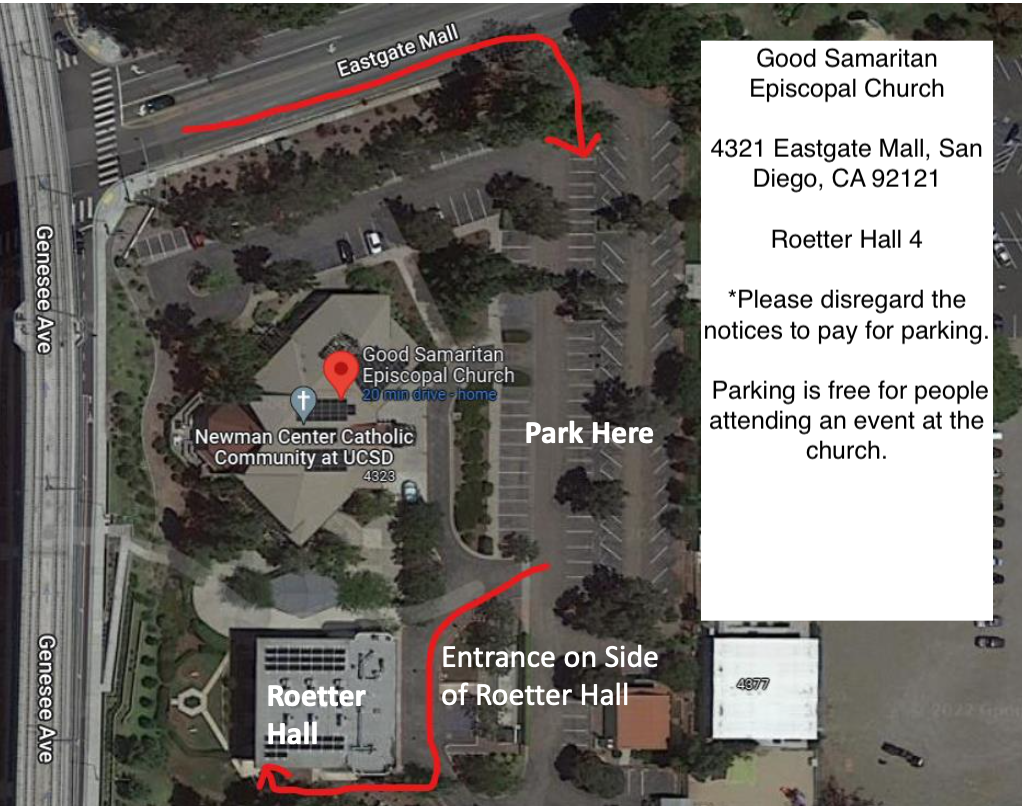 Eastgate Mall
Genesee Ave
Good Samaritan
Episcopal Church
20 min drive - home
Newman Center Catholic
Community at UCSD
4323
Park Here
Entrance on Side
of Roetter Hall
Roetter
Hall
Genesee Ave
4377
Good Samaritan
Episcopal Church
4321 Eastgate Mall, San
Diego, CA 92121
Roetter Hall 4
*Please disregard the
notices to pay for parking.
Parking is free for people
attending an event at the
church.